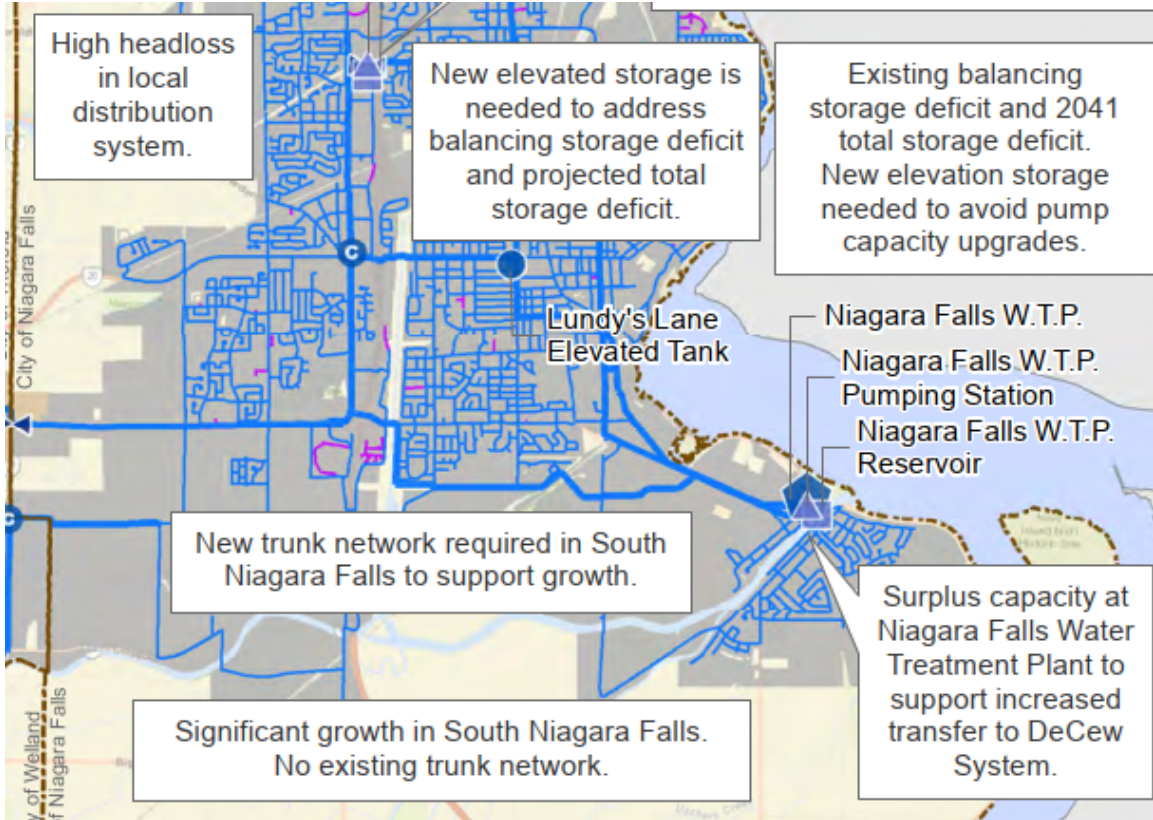 High headloss
in local
distribution
system.
New elevated storage is
needed to address
balancing storage deficit
and projected total
storage deficit.
Existing balancing
storage deficit and 2041
total storage deficit.
New elevation storage
needed to avoid pump
capacity upgrades.
City of Niagara Falls
20
C
Lundy's Lane
Elevated Tank
Niagara Falls W.T.P.
Niagara Falls W.T.P.
Pumping Station
Niagara Falls W.T.P.
Reservoir
C
New trunk network required in South
Niagara Falls to support growth.
Surplus capacity at
Niagara Falls Water
Treatment Plant to
support increased
transfer to DeCew
System.
Significant growth in South Niagara Falls.
No existing trunk network.
y of Welland
of Niagara Falls